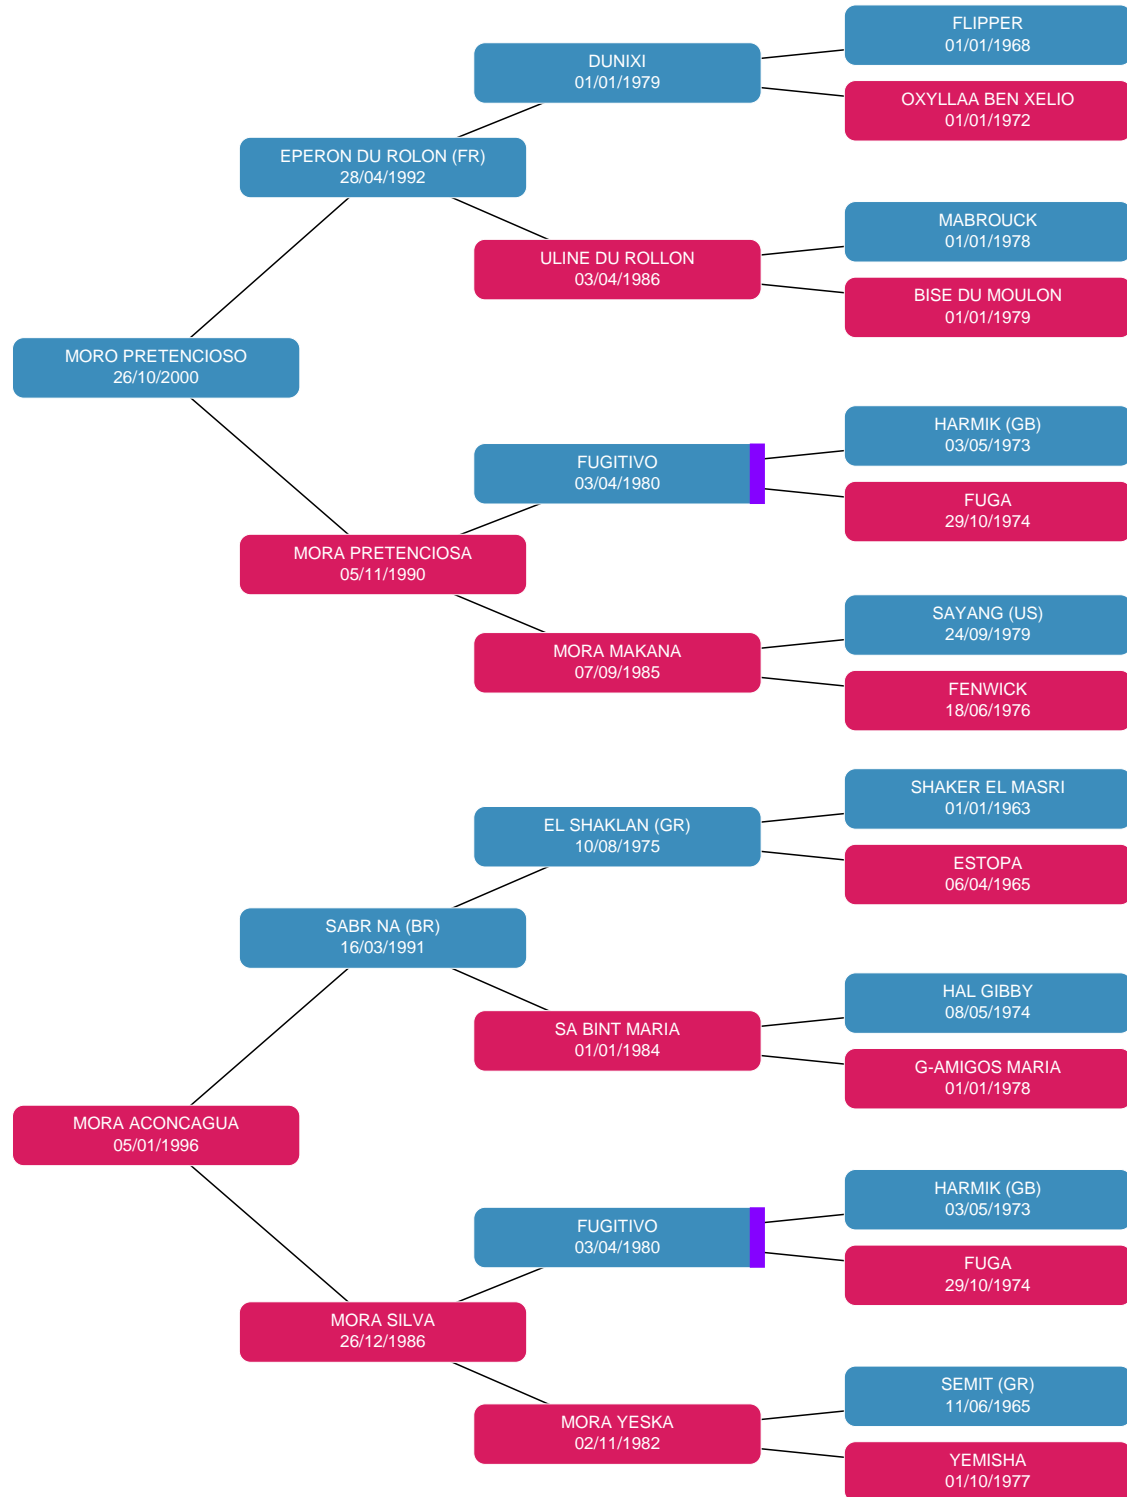 FLIPPER
01/01/1968
DUNIXI
01/01/1979
OXYLLAA BEN XELIO
01/01/1972
EPERON DU ROLON (FR)
28/04/1992
MABROUCK
01/01/1978
ULINE DU ROLLON
03/04/1986
BISE DU MOULON
01/01/1979
MORO PRETENCIOSO
26/10/2000
HARMIK (GB)
03/05/1973
FUGITIVO
03/04/1980
FUGA
29/10/1974
MORA PRETENCIOSA
05/11/1990
SAYANG (US)
24/09/1979
MORA MAKANA
07/09/1985
FENWICK
18/06/1976
SHAKER EL MASRI
01/01/1963
EL SHAKLAN (GR)
10/08/1975
ESTOPA
06/04/1965
SABR NA (BR)
16/03/1991
HAL GIBBY
08/05/1974
SA BINT MARIA
01/01/1984
G-AMIGOS MARIA
01/01/1978
MORA ACONCAGUA
05/01/1996
HARMIK (GB)
03/05/1973
FUGITIVO
03/04/1980
FUGA
29/10/1974
MORA SILVA
26/12/1986
SEMIT (GR)
11/06/1965
MORA YESKA
02/11/1982
YEMISHA
01/10/1977